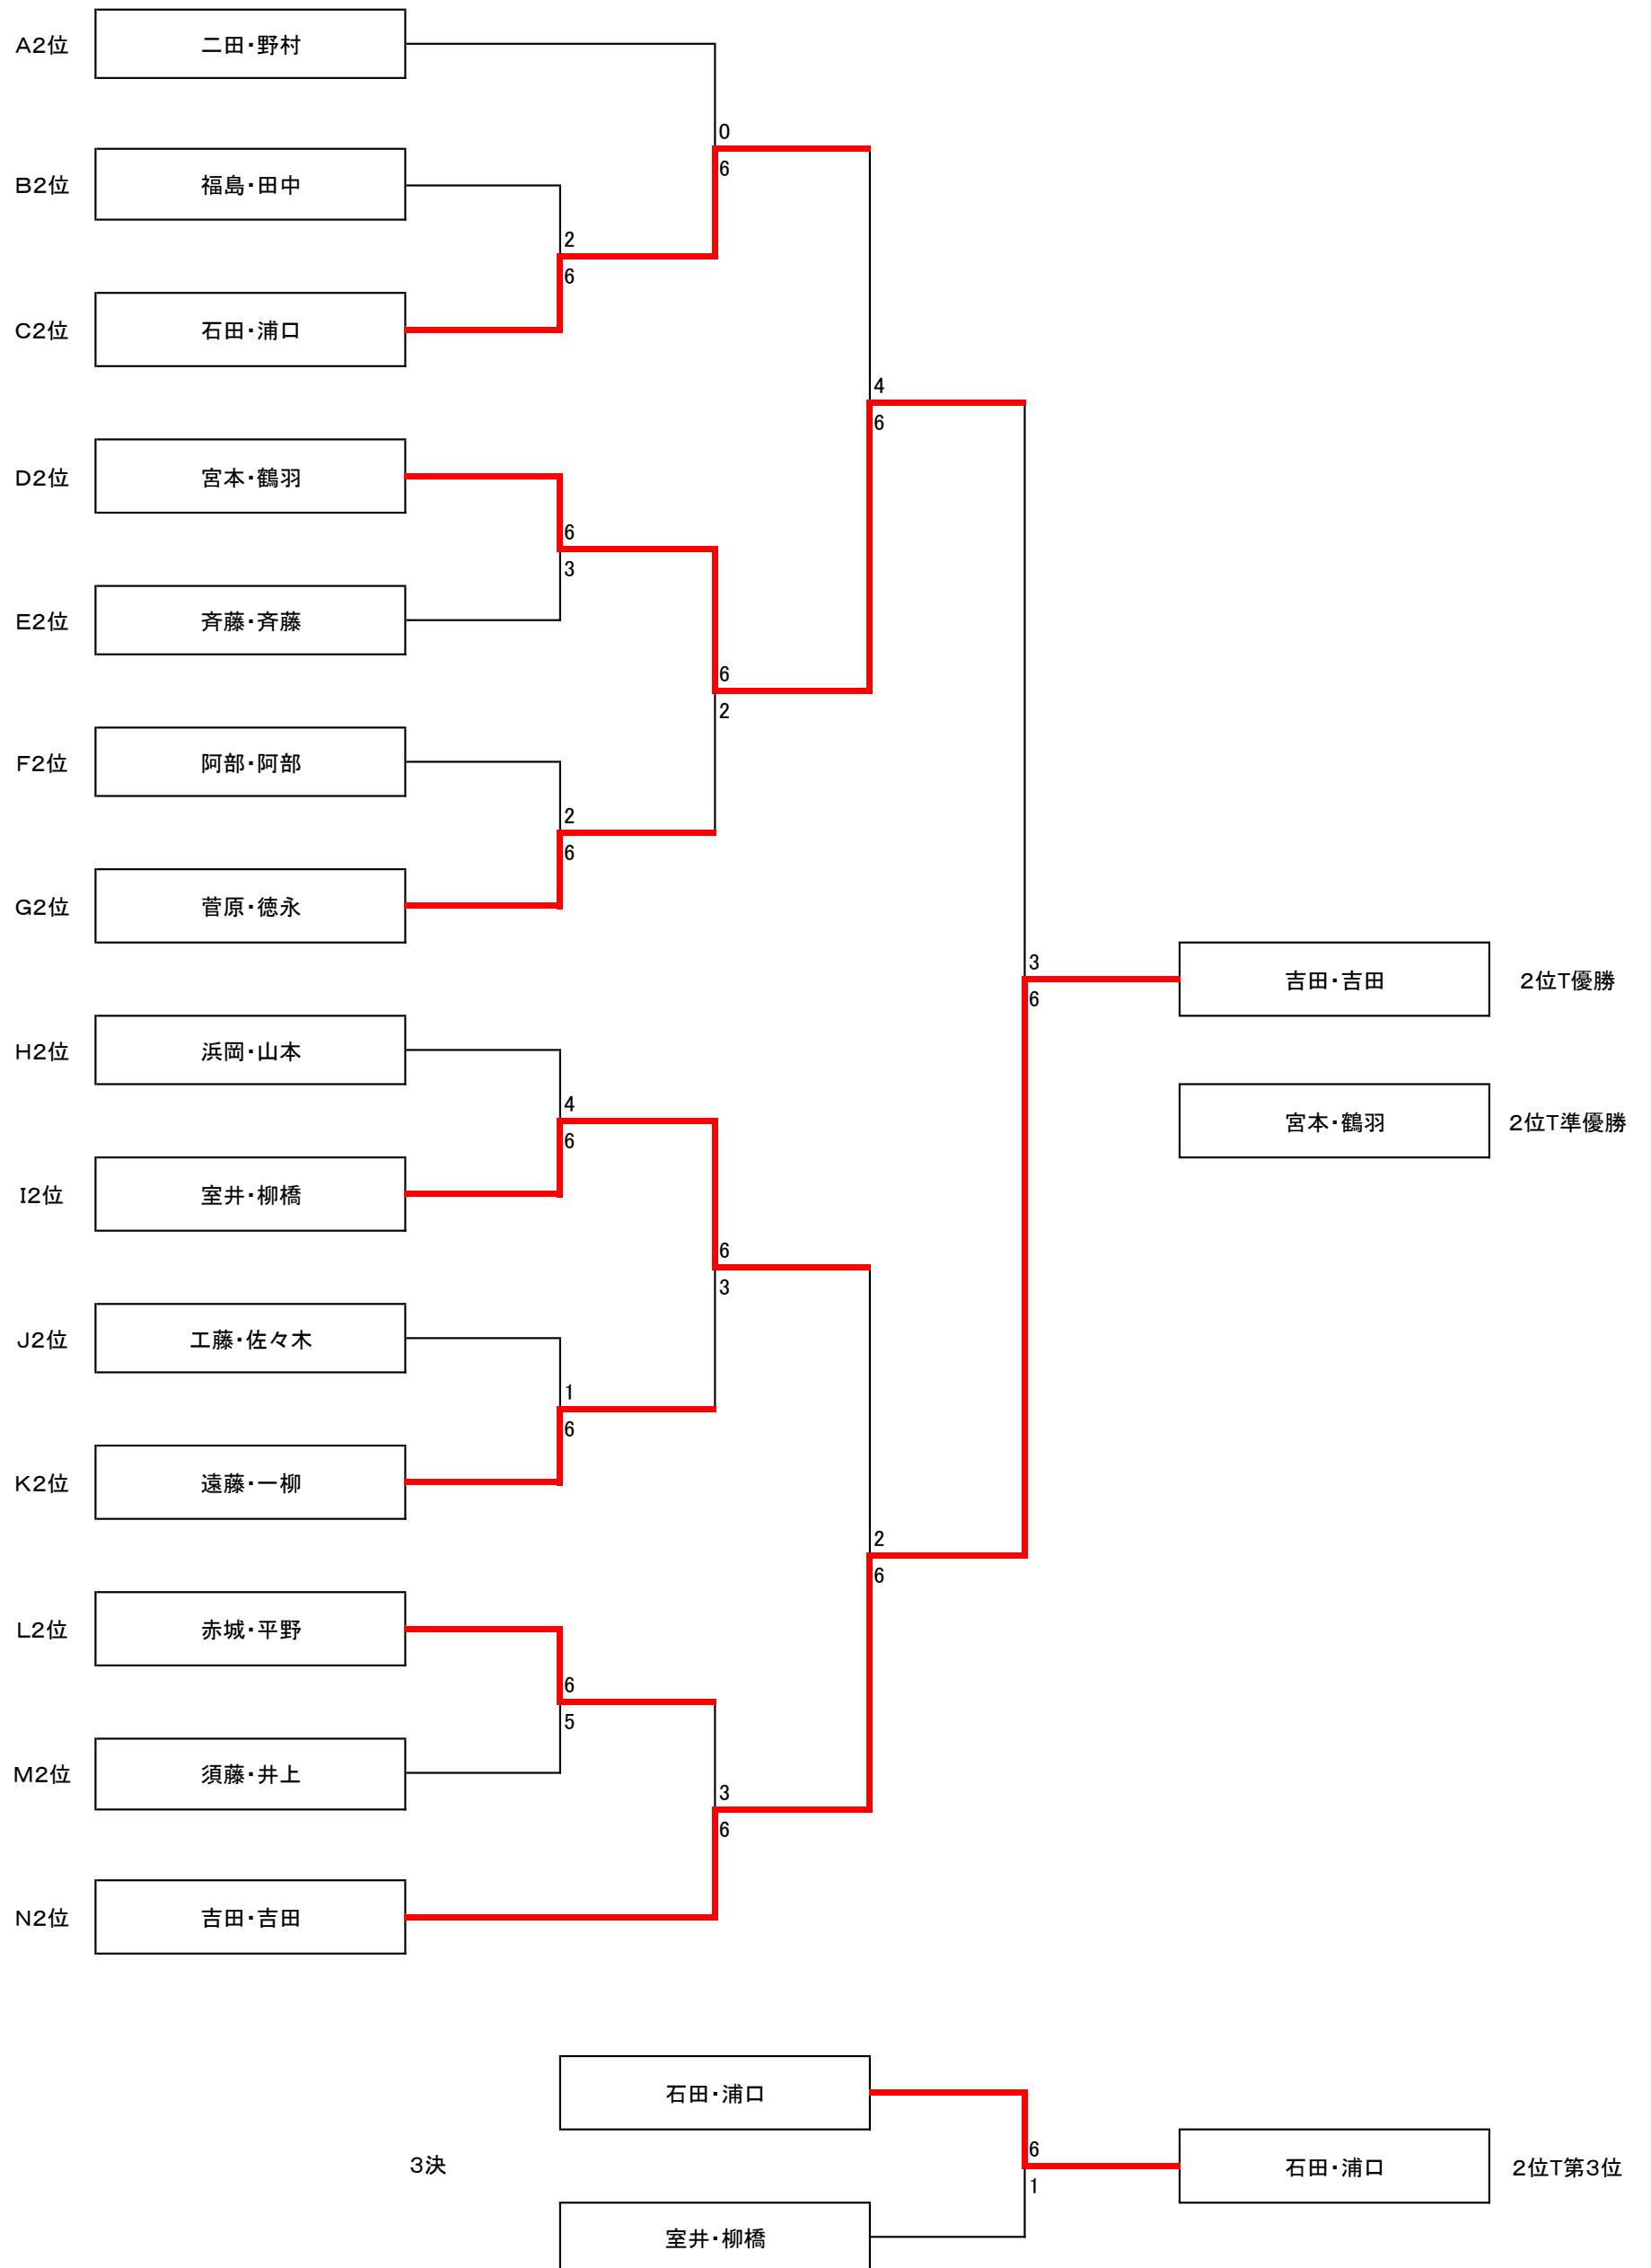 A2位 二田・野村
0
6
B2位 福島・田中
2
6
C2位 石田・浦口
4
6
D2位 宮本・鶴羽
6
3
E2位 斉藤・斉藤
6
2
F2位 阿部・阿部
2
6
G2位 菅原・徳永
3
6
吉田・吉田 2位T優勝
H2位 浜岡・山本
4
6
宮本・鶴羽 2位T準優勝
I2位 室井・柳橋
6
3
J2位 工藤・佐々木
1
6
K2位 遠藤・一柳
2
6
L2位 赤城・平野
6
5
M2位 須藤・井上
3
6
N2位 吉田・吉田
石田・浦口
3決
6
1
石田・浦口 2位T第3位
室井・柳橋